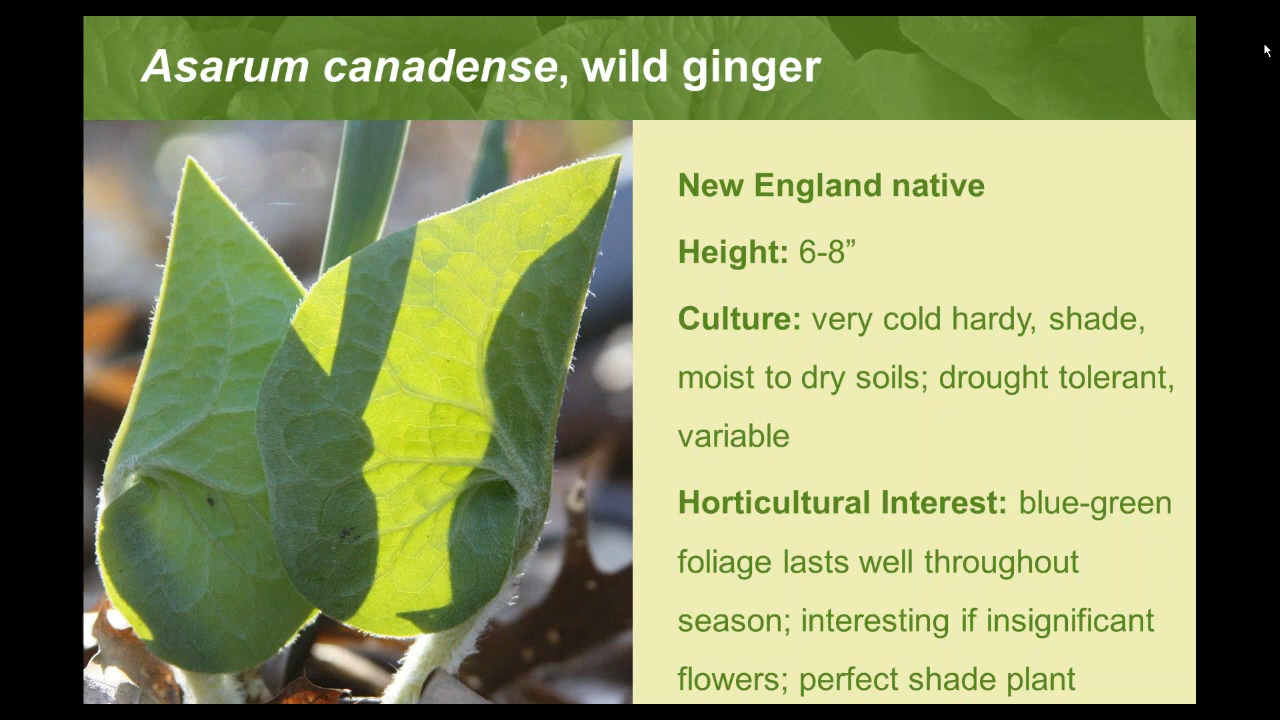 Asarum canadense, wild ginger
New England native
Height: 6-8”
Culture: very cold hardy, shade,
moist to dry soils; drought tolerant,
variable
Horticultural Interest: blue-green
foliage lasts well throughout
season; interesting if insignificant
flowers; perfect shade plant